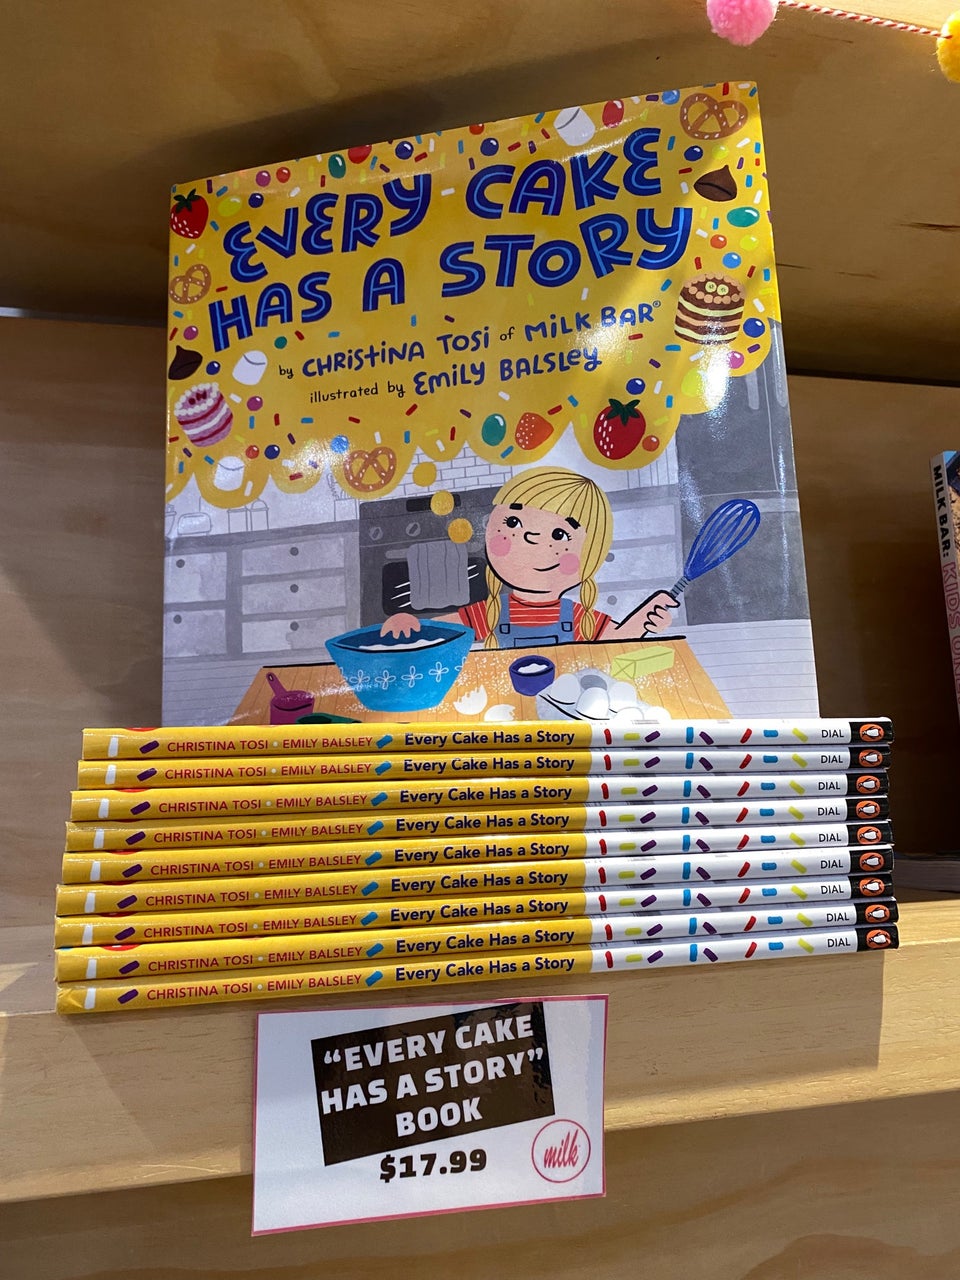 EVERY CAKE
HAS A STORY
by CHRISTINA TOSI of MILK BAR®
illustrated by EMILY BALSLEY
CHRISTINA TOSI • EMILY BALSLEY Every Cake Has a Story DIAL
CHRISTINA TOSI • EMILY BALSLEY Every Cake Has a Story DIAL
CHRISTINA TOSI • EMILY BALSLEY Every Cake Has a Story DIAL
CHRISTINA TOSI • EMILY BALSLEY Every Cake Has a Story DIAL
CHRISTINA TOSI • EMILY BALSLEY Every Cake Has a Story DIAL
CHRISTINA TOSI • EMILY BALSLEY Every Cake Has a Story DIAL
CHRISTINA TOSI • EMILY BALSLEY Every Cake Has a Story DIAL
CHRISTINA TOSI • EMILY BALSLEY Every Cake Has a Story DIAL
CHRISTINA TOSI • EMILY BALSLEY Every Cake Has a Story DIAL
MILK BAR: KIDS
“EVERY CAKE
HAS A STORY”
BOOK
$17.99
milk